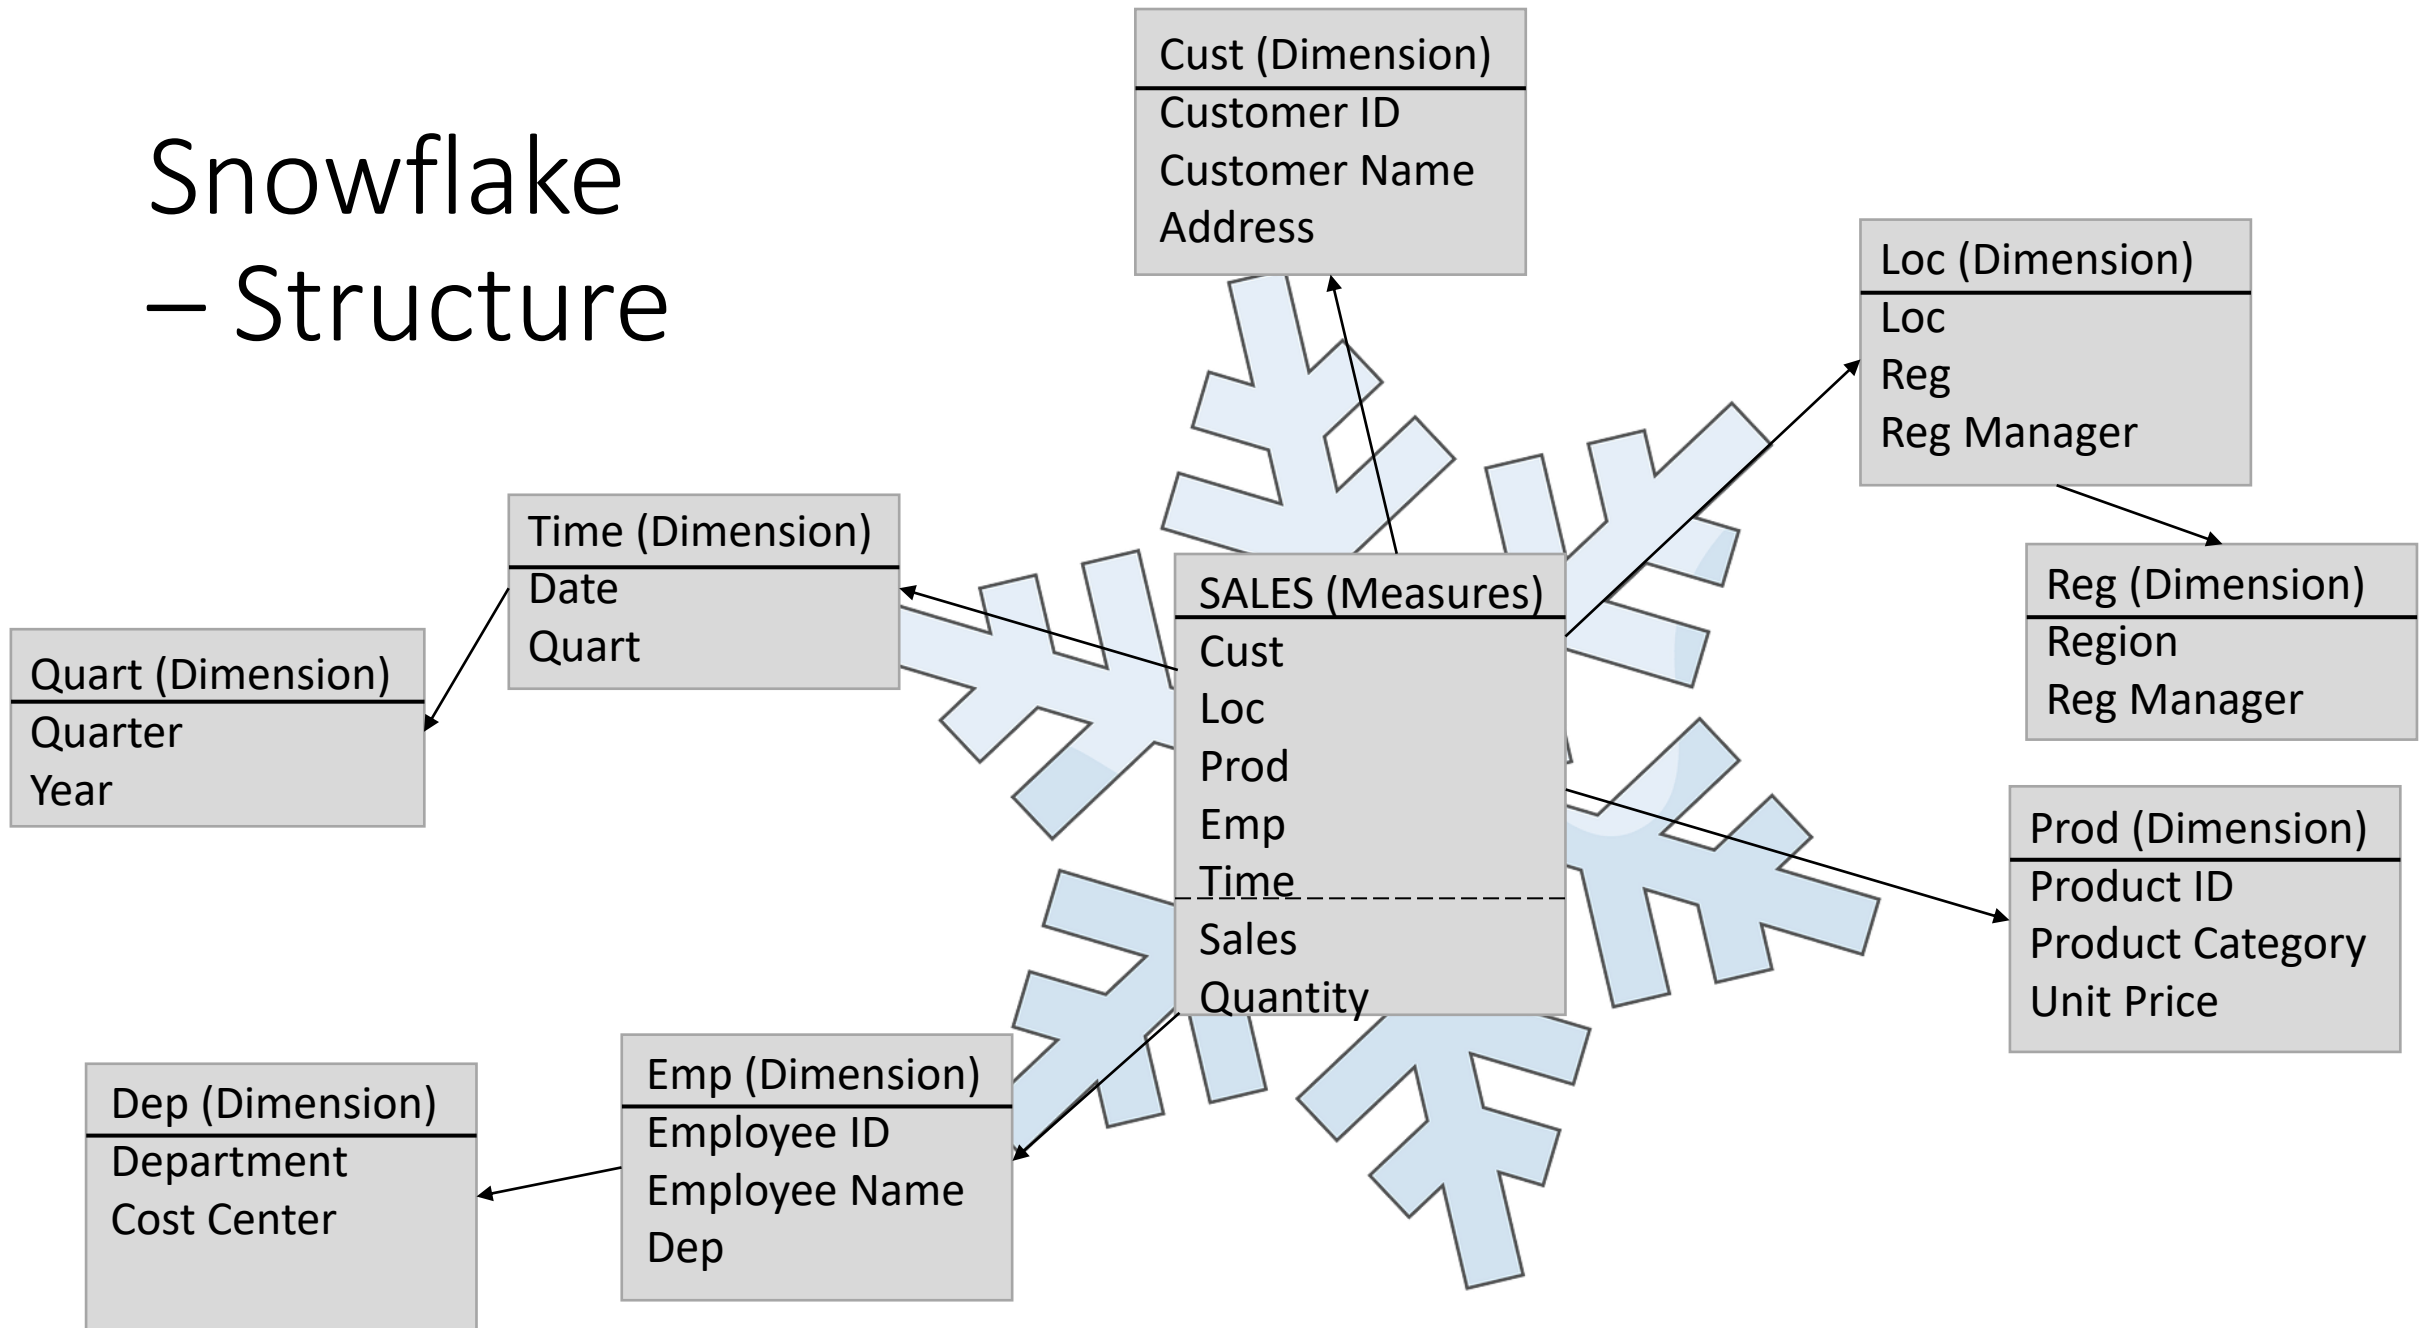 Snowflake
– Structure
Cust (Dimension)
Customer ID
Customer Name
Address
Loc (Dimension)
Loc
Reg
Reg Manager
Time (Dimension)
Date
Quart
SALES (Measures)
Cust
Loc
Prod
Emp
Time
Sales
Quantity
Reg (Dimension)
Region
Reg Manager
Quart (Dimension)
Quarter
Year
Prod (Dimension)
Product ID
Product Category
Unit Price
Dep (Dimension)
Department
Cost Center
Emp (Dimension)
Employee ID
Employee Name
Dep